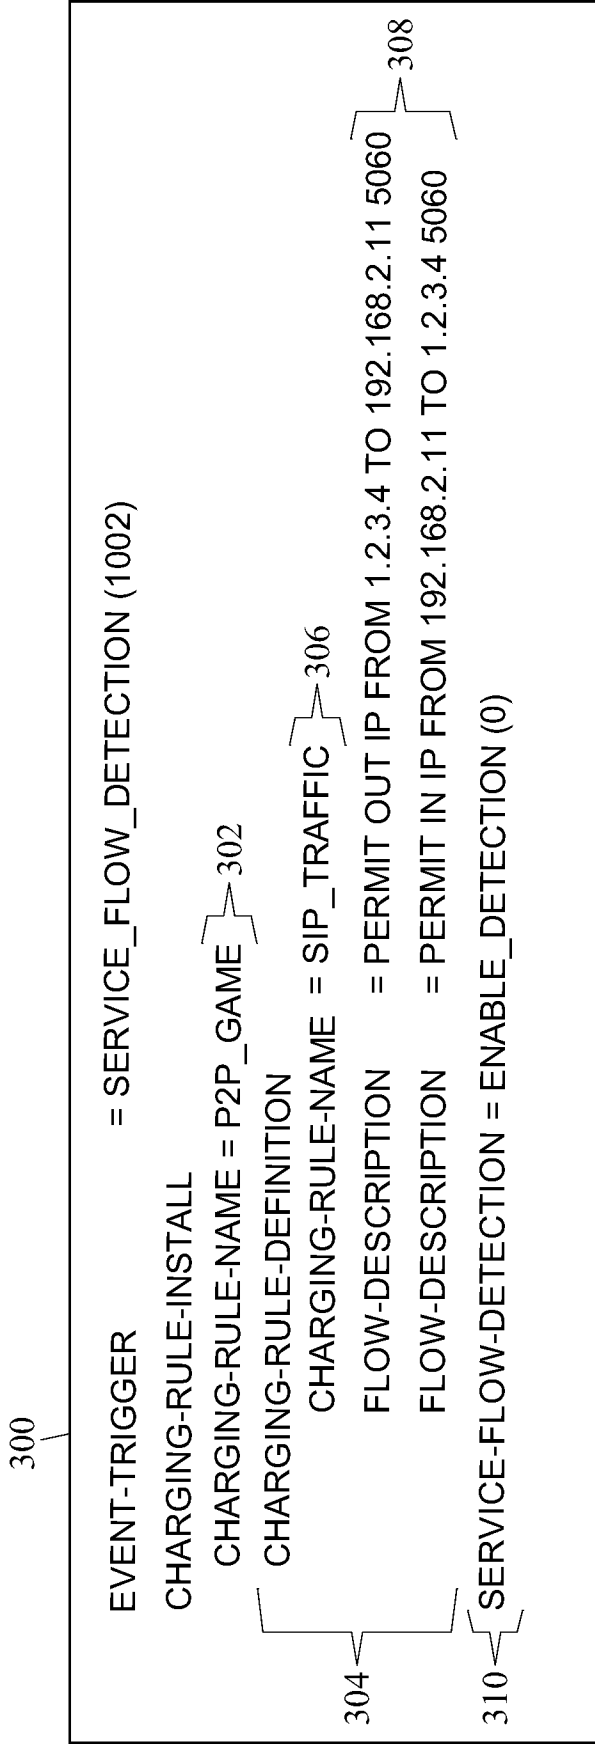 300
EVENT-TRIGGER = SERVICE_FLOW_DETECTION (1002)
CHARGING-RULE-INSTALL
CHARGING-RULE-NAME = P2P_GAME 302
CHARGING-RULE-DEFINITION
304
CHARGING-RULE-NAME = SIP_TRAFFIC 306
FLOW-DESCRIPTION = PERMIT OUT IP FROM 1.2.3.4 TO 192.168.2.11 5060
308
FLOW-DESCRIPTION = PERMIT IN IP FROM 192.168.2.11 TO 1.2.3.4 5060
310 SERVICE-FLOW-DETECTION = ENABLE_DETECTION (0)